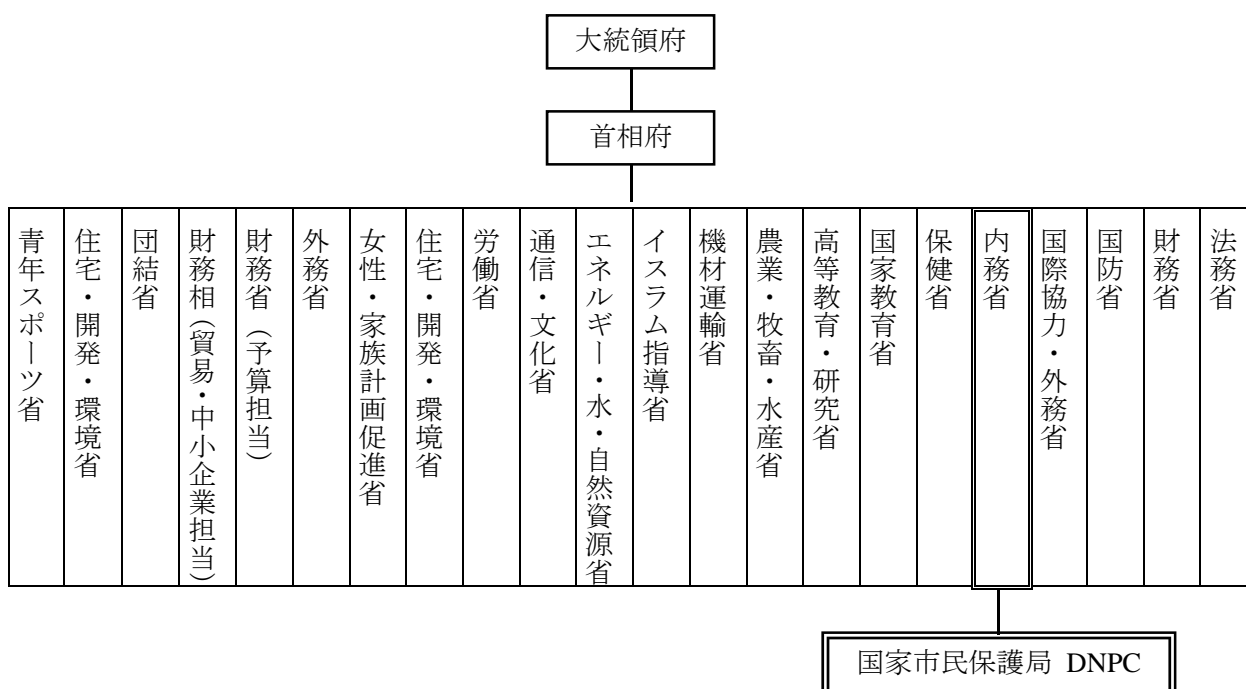 大統領府
首相府
青年スポーツ省
住宅・開発・環境省
団結省
財務相（貿易・中小企業担当）
財務省（予算担当）
外務省
女性・家族計画促進省
住宅・開発・環境省
労働省
通信・文化省
エネルギー・水・自然資源省
イスラム指導省
機材運輸省
農業・牧畜・水産省
高等教育・研究省
国家教育省
保健省
内務省
国際協力・外務省
国防省
財務省
法務省
国家市民保護局 DNPC